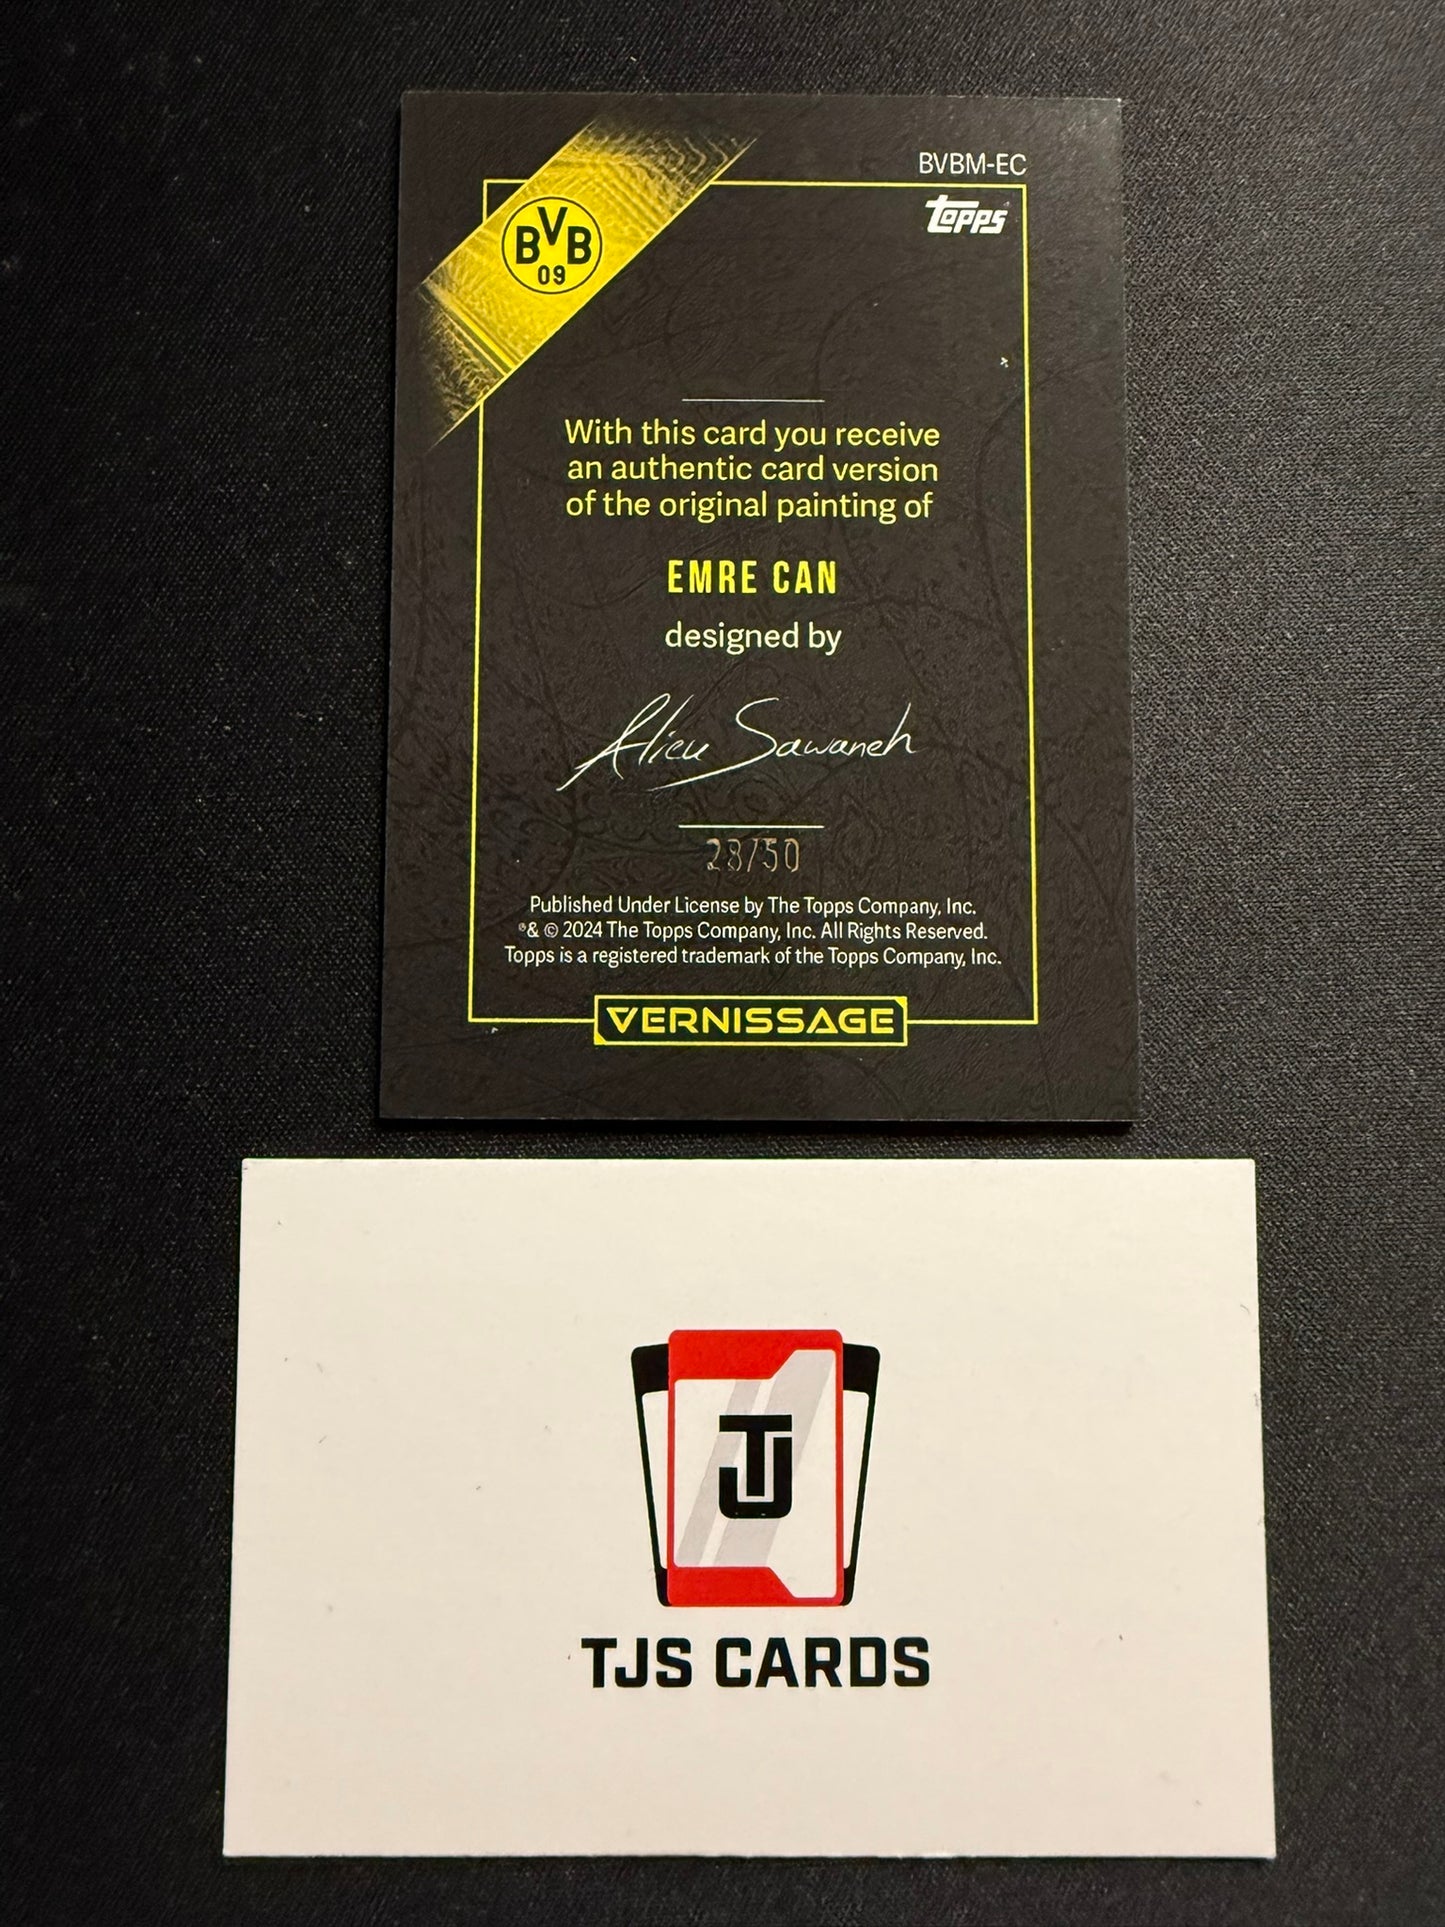 BVBM-EC
Topps
BVB
09
With this card you receive
an authentic card version
of the original painting of
EMRE CAN
designed by
Alieu Sawaneh
28/50
Published Under License by The Topps Company, Inc.
®& © 2024 The Topps Company, Inc. All Rights Reserved.
Topps is a registered trademark of the Topps Company, Inc.
VERNISSAGE
TJ
TJS CARDS